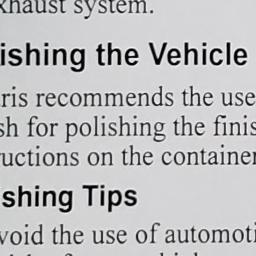 xhaust system.
ishing the Vehicle
ris recommends the use
sh for polishing the finis
uctions on the container
shing Tips
void the use of automoti